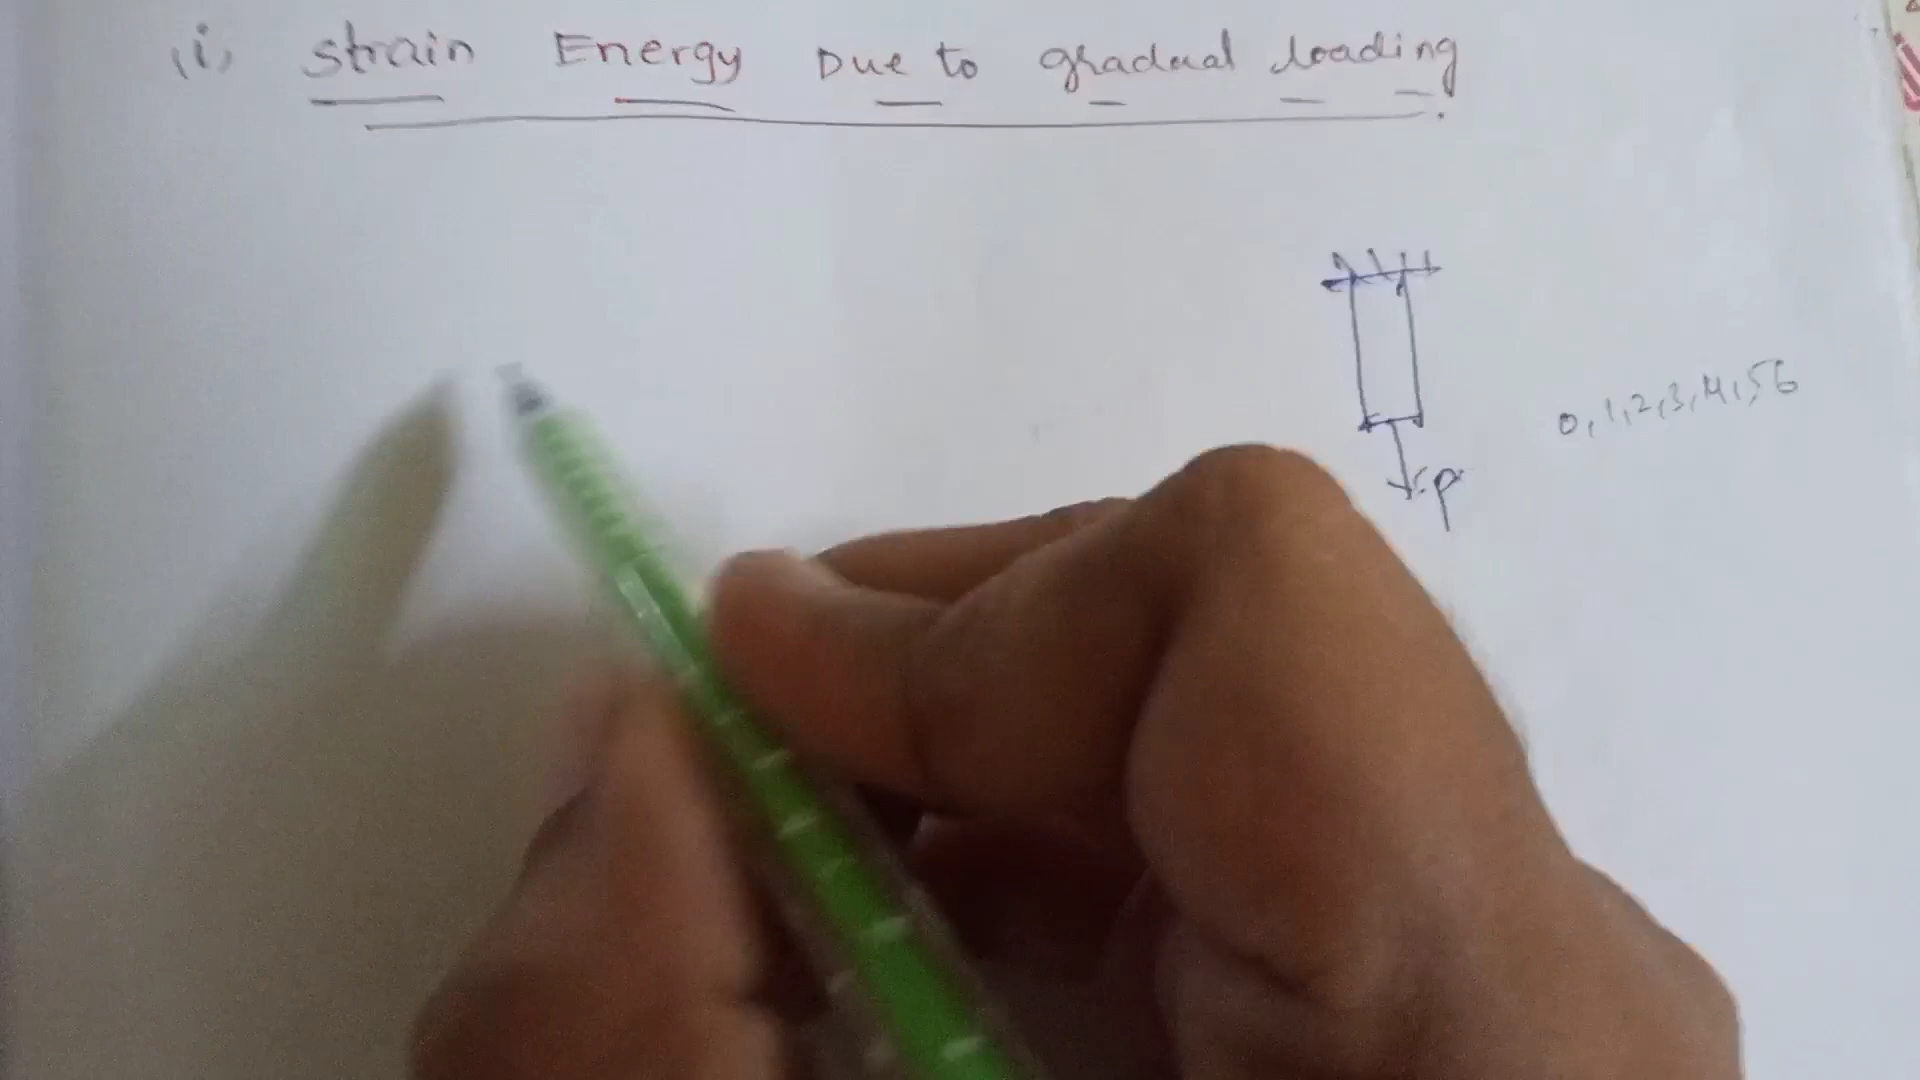 (i) Strain Energy Due to gradual loading.
0,1,2,3,4,5 6
P